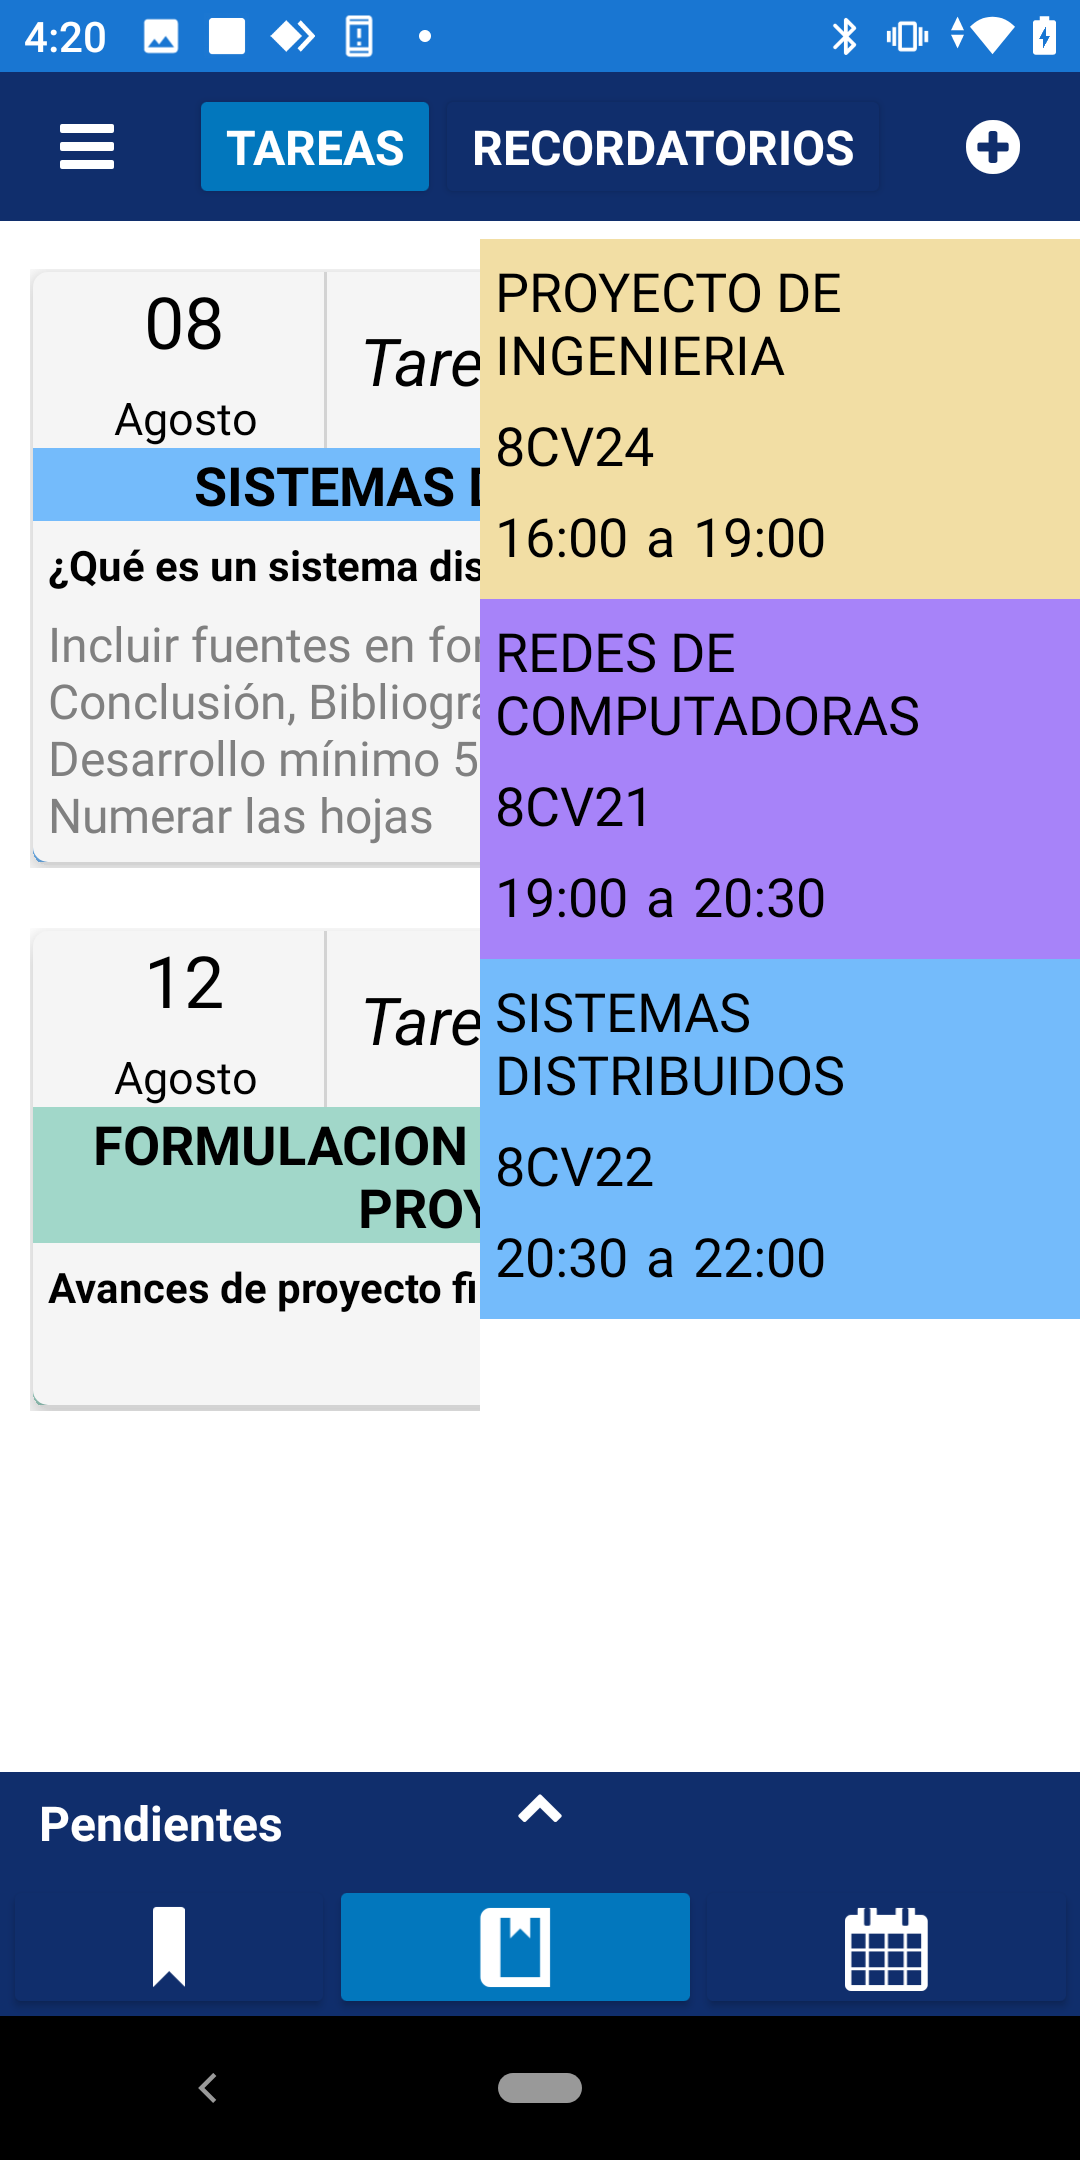 4:20
TAREAS
RECORDATORIOS
08
Agosto
Tare
SISTEMAS
¿Qué es un sistema dis
Incluir fuentes en for
Conclusión, Bibliogra
Desarrollo mínimo 5
Numerar las hojas
12
Agosto
Tare
FORMULACION
PROY
Avances de proyecto fi
PROYECTO DE
INGENIERIA
8CV24
16:00 a 19:00
REDES DE
COMPUTADORAS
8CV21
19:00 a 20:30
SISTEMAS
DISTRIBUIDOS
8CV22
20:30 a 22:00
Pendientes